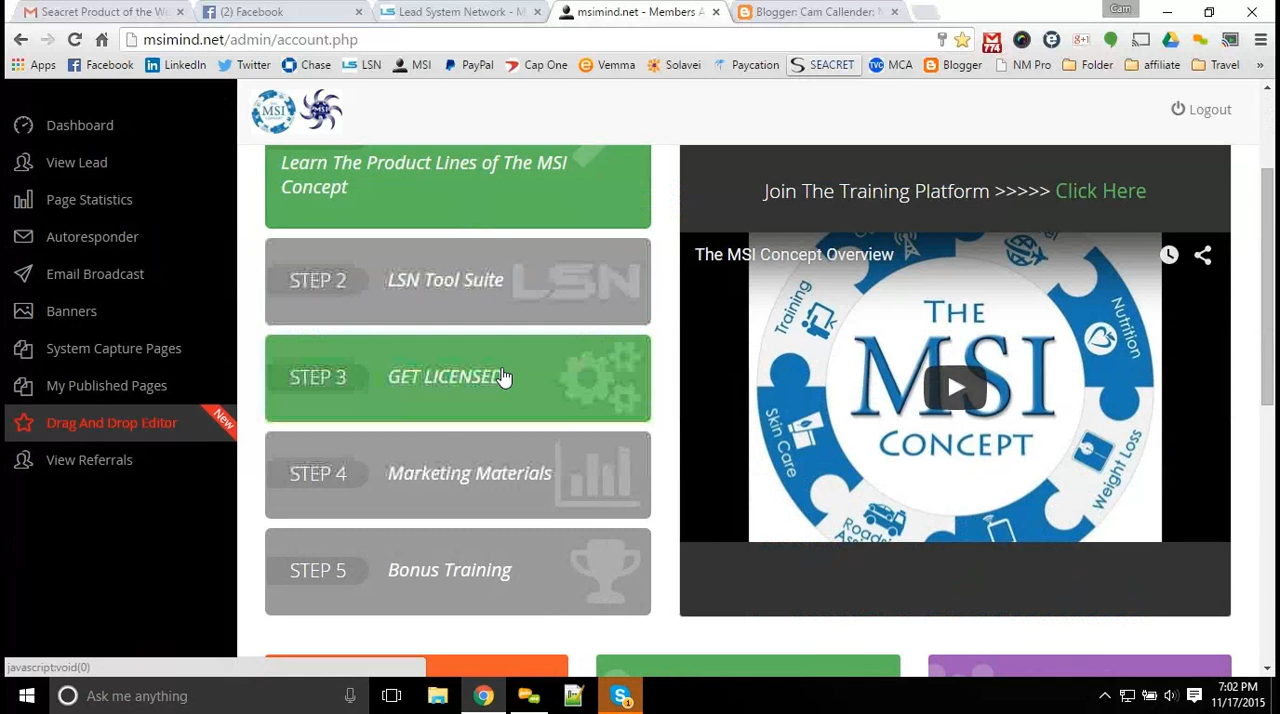 Seacret Product of the W
(2) Facebook
Lead System Network - M
msimind.net - Members A
Blogger: Cam Callender: M
Cam
msimind.net/admin/account.php
774
Apps
Facebook
LinkedIn
Twitter
Chase
LSN
MSI
PayPal
Cap One
Vemma
Solavei
Paycation
SEACRET
MCA
Blogger
NM Pro
Folder
affiliate
Travel
»
Dashboard
View Lead
Page Statistics
Autoresponder
Email Broadcast
Banners
System Capture Pages
My Published Pages
Drag And Drop Editor
New
View Referrals
THE
MSI
CONCEPT
Logout
Learn The Product Lines of The MSI
Concept
STEP 2
LSN Tool Suite
LSN
STEP 3
GET LICENSED
STEP 4
Marketing Materials
STEP 5
Bonus Training
Join The Training Platform >>>>> Click Here
The MSI Concept Overview
THE
MSI
CONCEPT
Training
Nutrition
Skin Care
Weight Loss
javascript:void(0)
Ask me anything
7:02 PM
11/17/2015